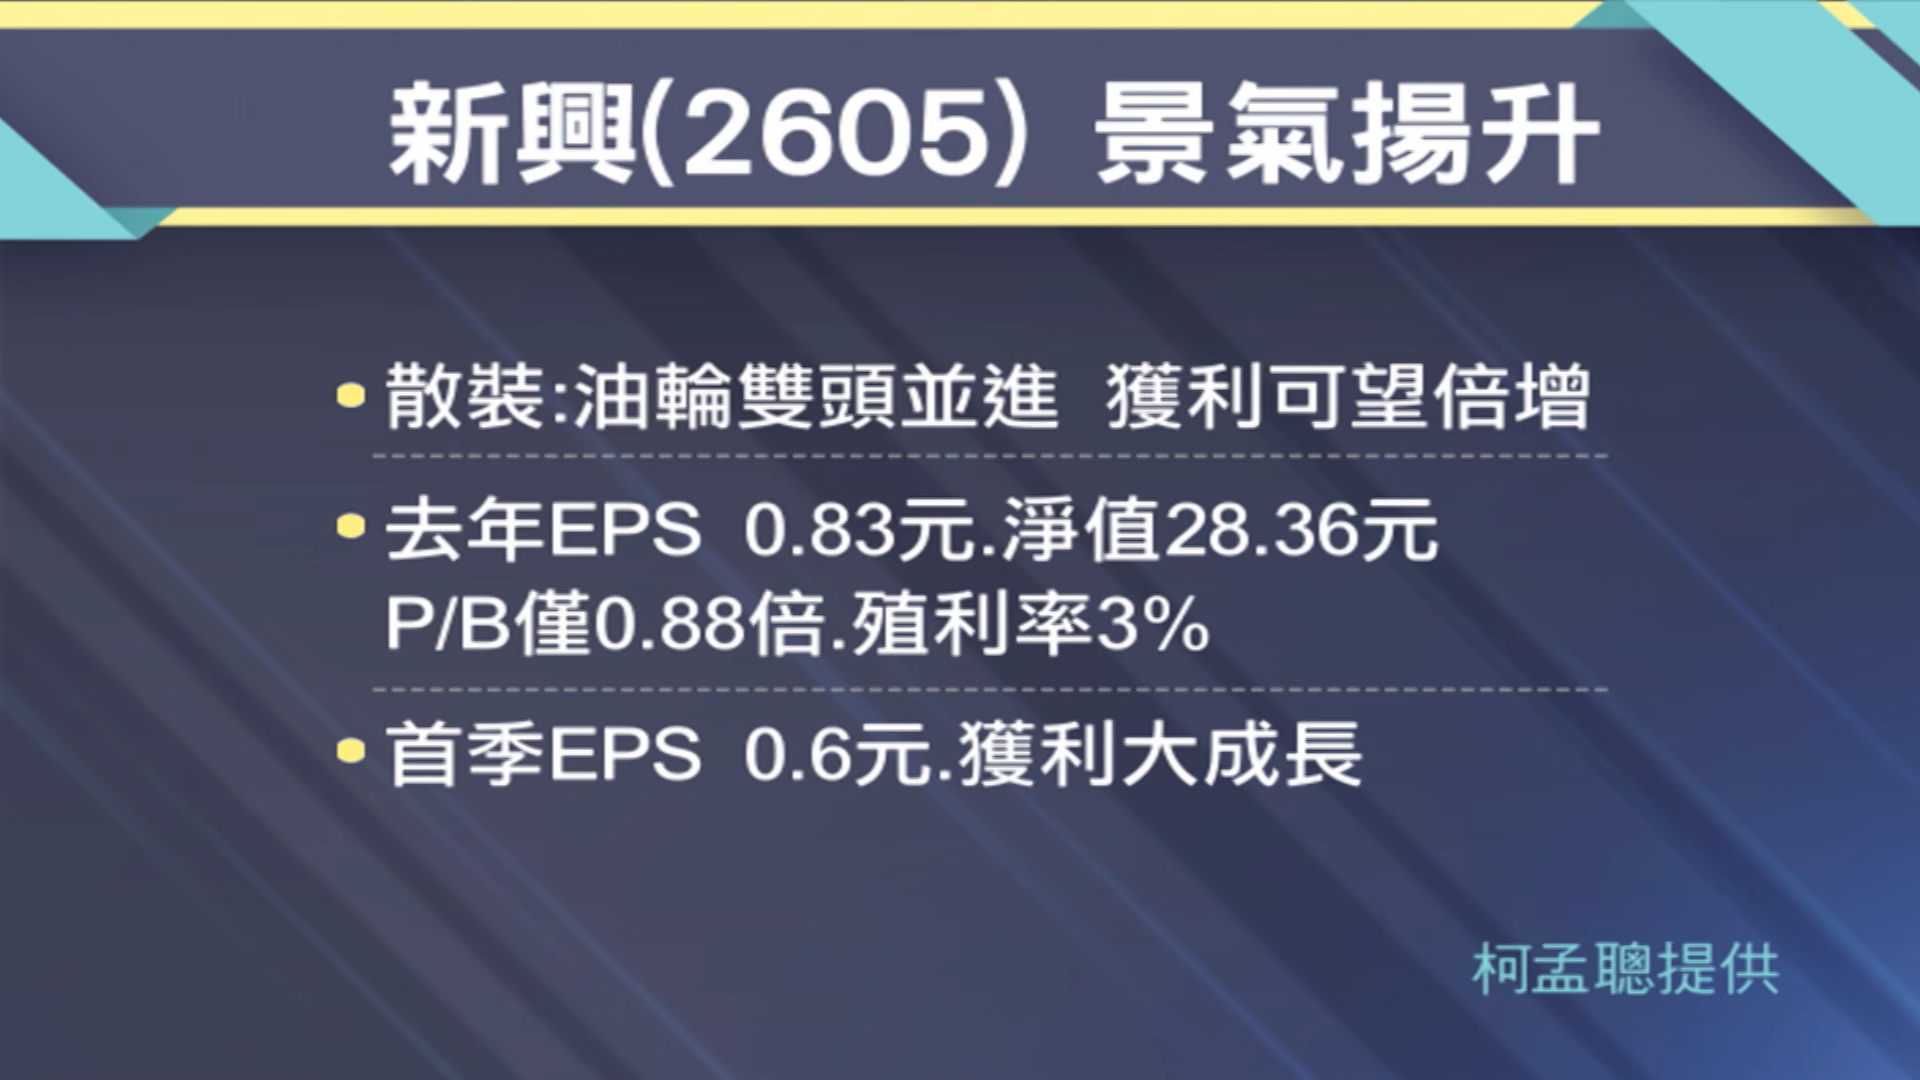 新興(2605) 景氣揚升
散裝:油輪雙頭並進 獲利可望倍增
去年EPS 0.83元.淨值28.36元
P/B僅0.88倍.殖利率3%
首季EPS 0.6元.獲利大成長
柯孟聰提供